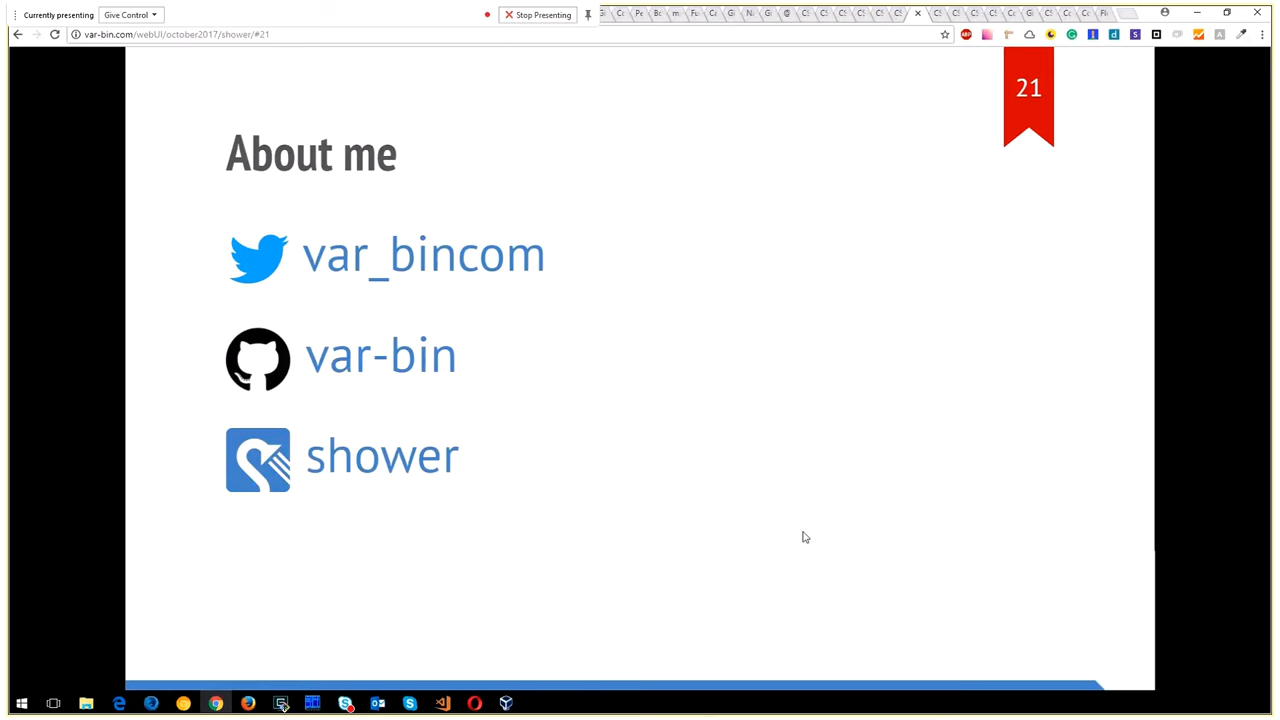 Currently presenting
Give Control
Stop Presenting
var-bin.com/webUI/october2017/shower/#21
21
About me
var_bincom
var-bin
shower